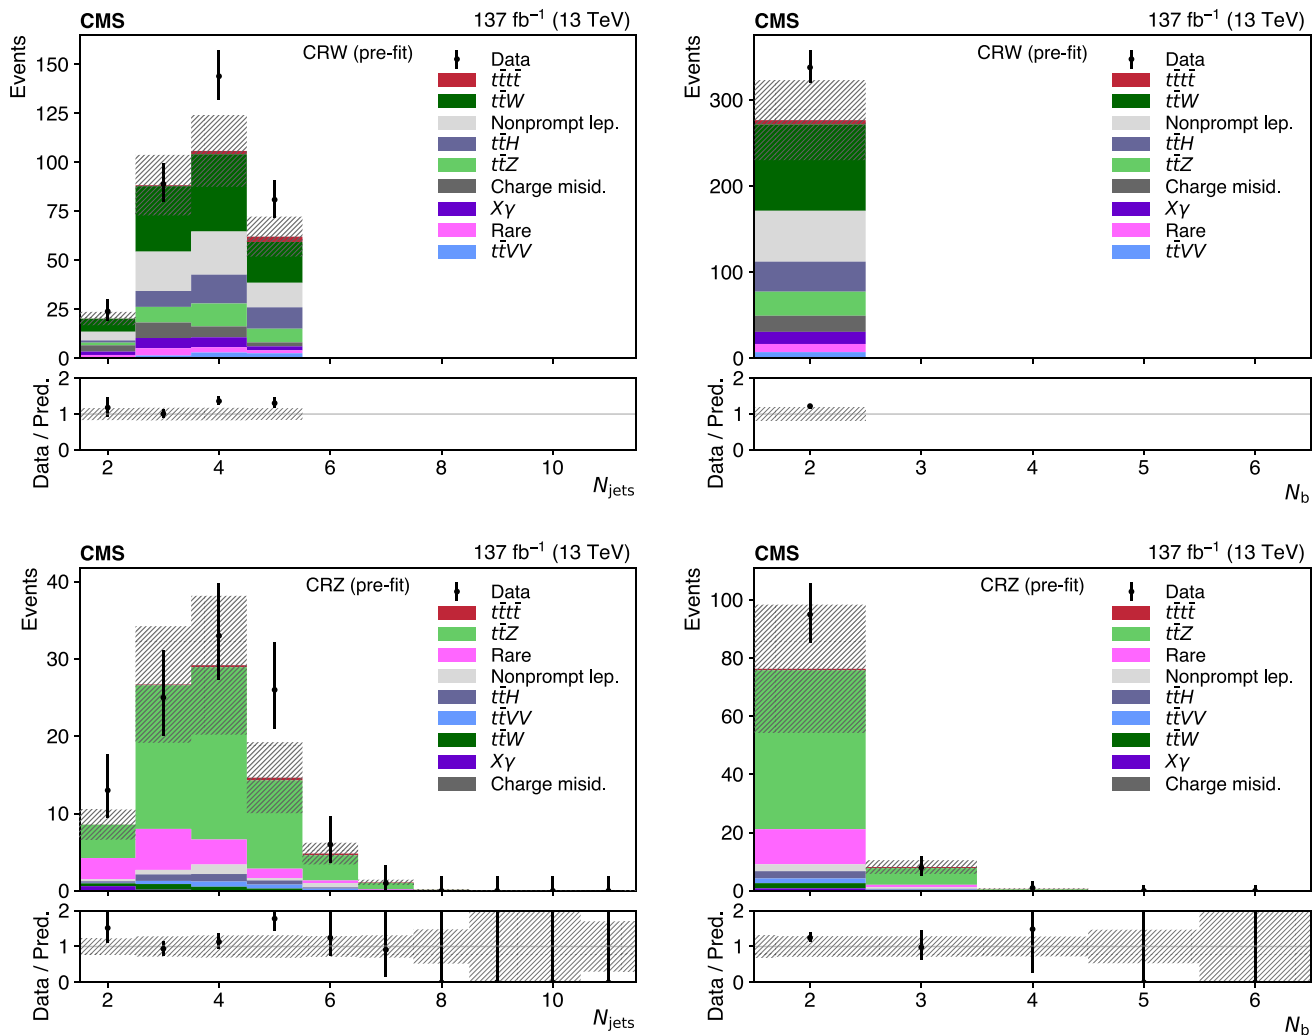 CMS 137 fb⁻¹ (13 TeV)
CRW (pre-fit)
Events
150
125
100
75
50
25
0
Data
tt̄tt̄
tt̄W
Nonprompt lep.
tt̄H
tt̄Z
Charge misid.
Xγ
Rare
tt̄VV
Data / Pred.
2
1
0
2 4 6 8 10
N_jets
CMS 137 fb⁻¹ (13 TeV)
CRW (pre-fit)
Events
300
200
100
0
Data
tt̄tt̄
tt̄W
Nonprompt lep.
tt̄H
tt̄Z
Charge misid.
Xγ
Rare
tt̄VV
Data / Pred.
2
1
0
2 3 4 5 6
N_b
CMS 137 fb⁻¹ (13 TeV)
CRZ (pre-fit)
Events
40
30
20
10
0
Data
tt̄tt̄
tt̄Z
Rare
Nonprompt lep.
tt̄H
tt̄VV
tt̄W
Xγ
Charge misid.
Data / Pred.
2
1
0
2 4 6 8 10
N_jets
CMS 137 fb⁻¹ (13 TeV)
CRZ (pre-fit)
Events
100
80
60
40
20
0
Data
tt̄tt̄
tt̄Z
Rare
Nonprompt lep.
tt̄H
tt̄VV
tt̄W
Xγ
Charge misid.
Data / Pred.
2
1
0
2 3 4 5 6
N_b